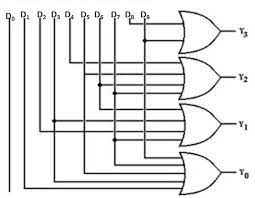 D₀ D₁ D₂ D₃ D₄ D₅ D₆ D₇ D₈ D₉
Y₃
Y₂
Y₁
Y₀